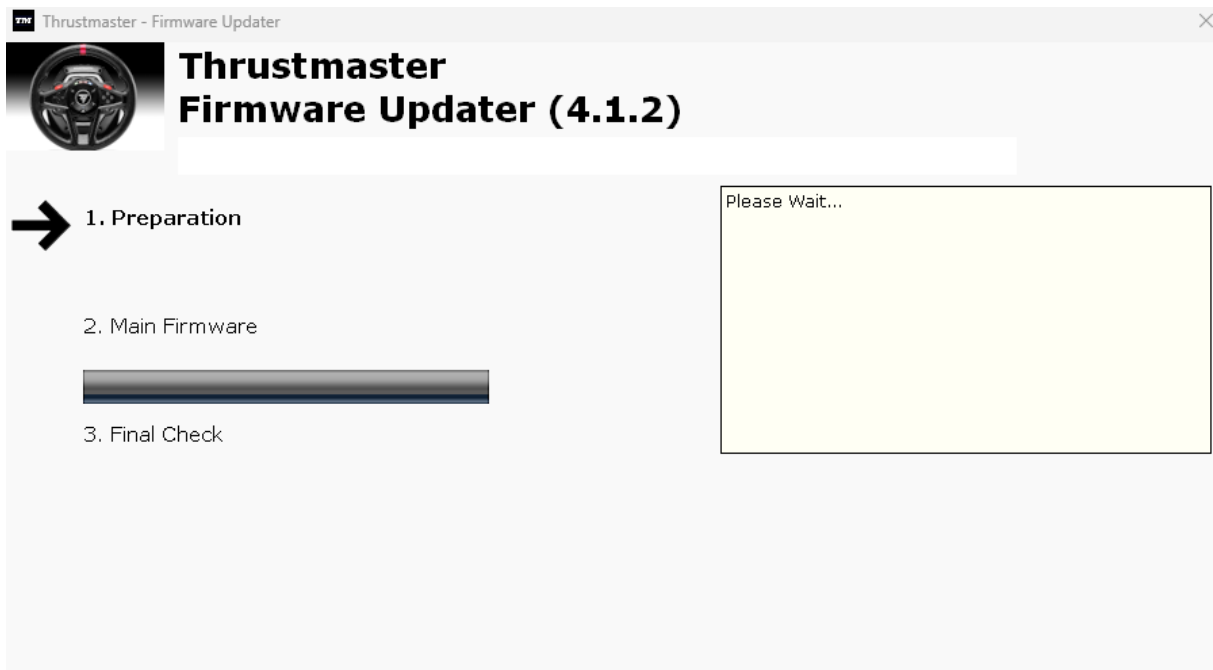 TM Thrustmaster - Firmware Updater
Thrustmaster
Firmware Updater (4.1.2)
1. Preparation
Please Wait...
2. Main Firmware
3. Final Check